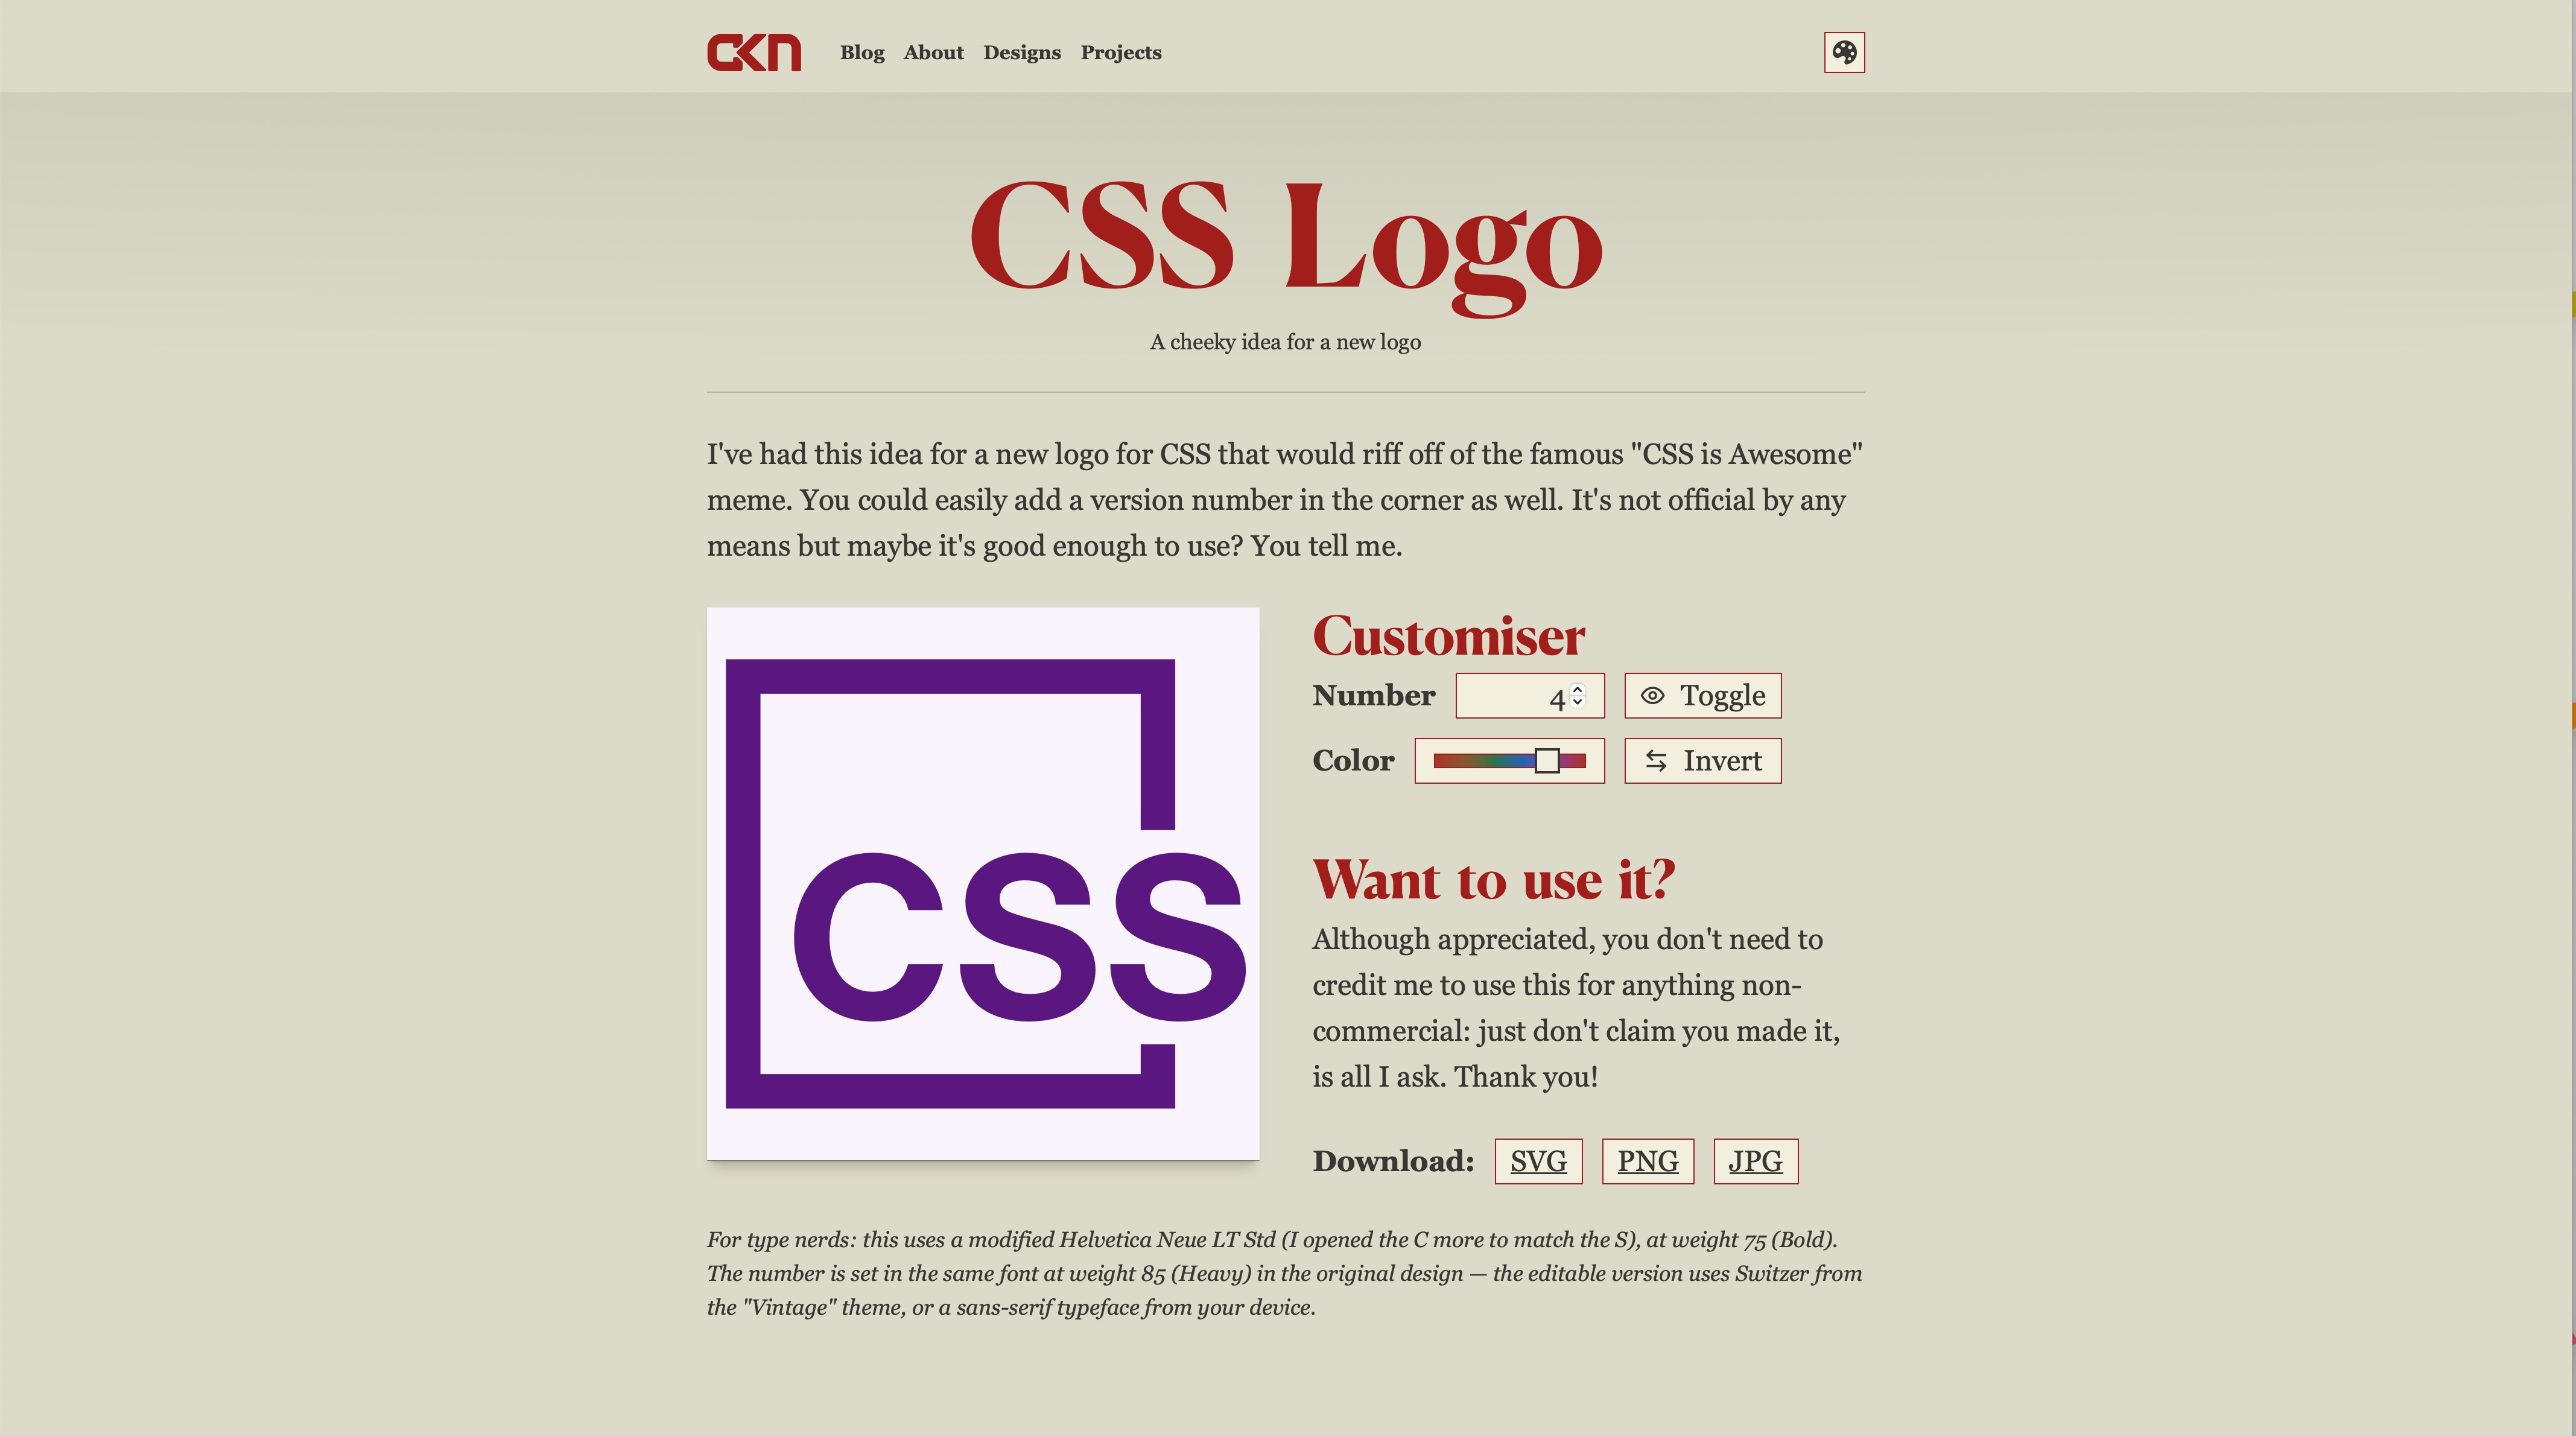 CKN
Blog About Designs Projects
CSS Logo
A cheeky idea for a new logo
I've had this idea for a new logo for CSS that would riff off of the famous "CSS is Awesome"
meme. You could easily add a version number in the corner as well. It's not official by any
means but maybe it's good enough to use? You tell me.
CSS
Customiser
Number 4 Toggle
Color Invert
Want to use it?
Although appreciated, you don't need to
credit me to use this for anything non-
commercial: just don't claim you made it,
is all I ask. Thank you!
Download: SVG PNG JPG
For type nerds: this uses a modified Helvetica Neue LT Std (I opened the C more to match the S), at weight 75 (Bold).
The number is set in the same font at weight 85 (Heavy) in the original design — the editable version uses Switzer from
the "Vintage" theme, or a sans-serif typeface from your device.